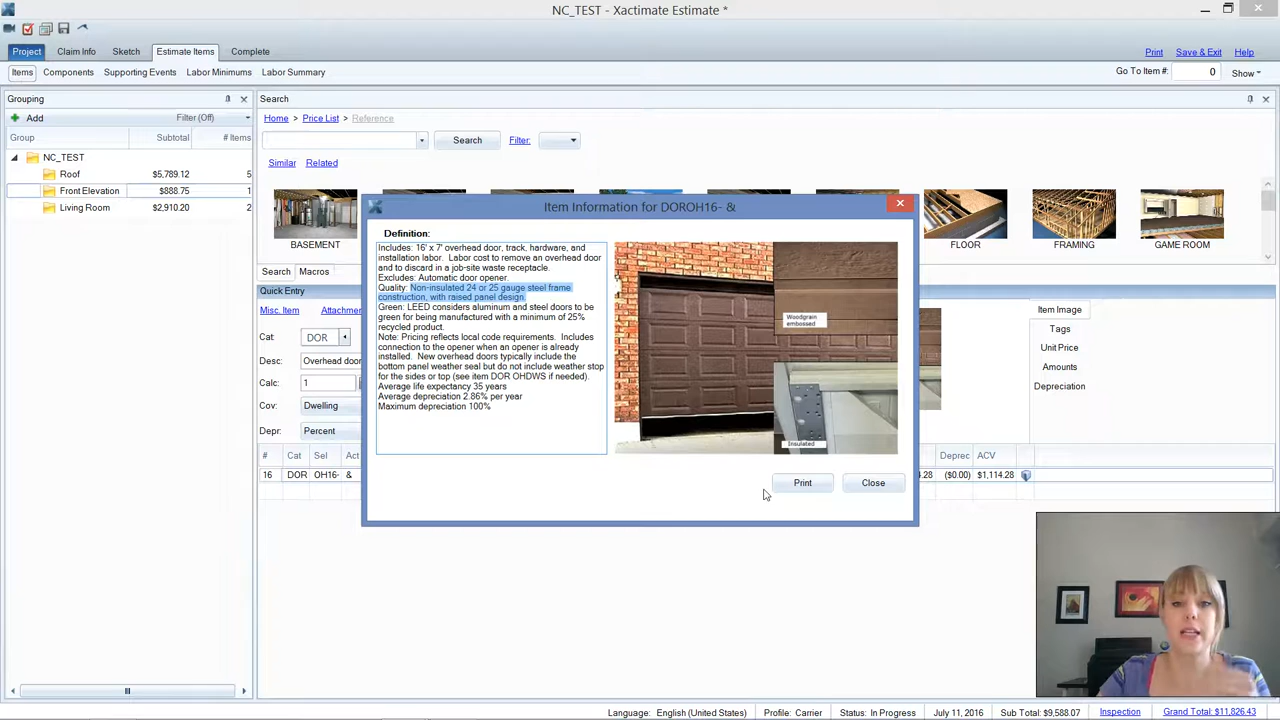 NC_TEST - Xactimate Estimate *
Project Claim Info Sketch Estimate Items Complete
Print Save & Exit Help
Items Components Supporting Events Labor Minimums Labor Summary
Go To Item #: 0 Show
Grouping
Search
Add Filter (Off)
Home > Price List > Reference
Group Subtotal # Items
Search Filter:
NC_TEST
Similar Related
Roof $5,789.12 5
Front Elevation $888.75 1
Living Room $2,910.20 2
BASEMENT
FLOOR
FRAMING
GAME ROOM
Search Macros
Quick Entry
Misc. Item
Cat: DOR
Desc: Overhead door
Calc: 1
Cov: Dwelling
Depr: Percent
Item Image
Tags
Unit Price
Amounts
Depreciation
# Cat Sel Act
Deprec ACV
16 DOR OH16- &
($0.00) $1,114.28
Item Information for DOROH16- &
Definition:
Includes: 16' x 7' overhead door, track, hardware, and
installation labor. Labor cost to remove an overhead door
and to discard in a job-site waste receptacle.
Excludes: Automatic door opener.
Quality: Non-insulated 24 or 25 gauge steel frame
construction, with raised panel design.
Green: LEED considers aluminum and steel doors to be
green for being manufactured with a minimum of 25%
recycled product.
Note: Pricing reflects local code requirements. Includes
connection to the opener when an opener is already
installed. New overhead doors typically include the
bottom panel weather seal but do not include weather stop
for the sides or top (see item DOR OHDWS if needed).
Average life expectancy 35 years
Average depreciation 2.86% per year
Maximum depreciation 100%
Woodgrain
embossed
Insulated
Print Close
Language: English (United States) Profile: Carrier Status: In Progress July 11, 2016 Sub Total: $9,588.07 Inspection Grand Total: $11,826.43